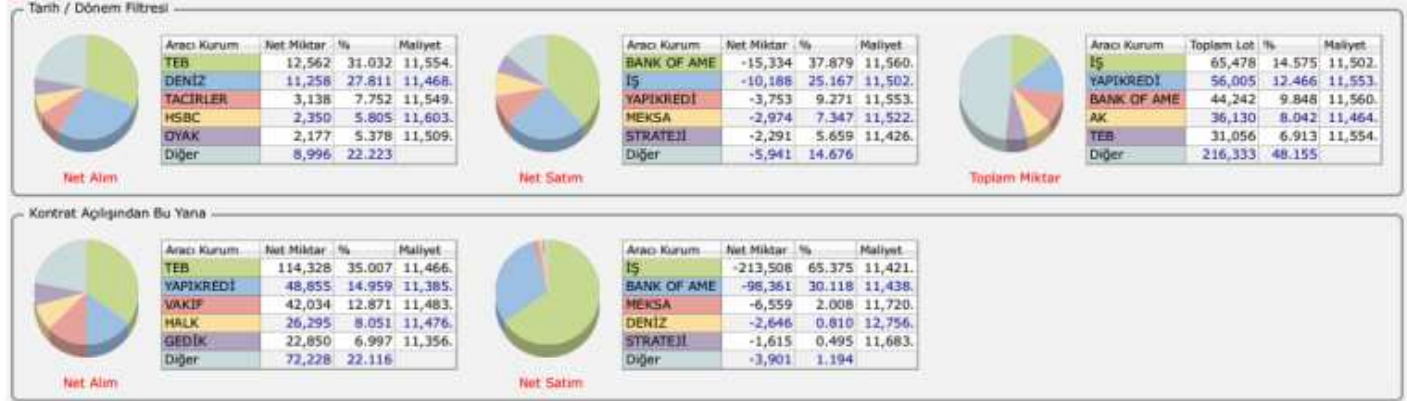 Tarih / Dönem Filtresi
Aracı Kurum Net Miktar % Maliyet
TEB 12,562 31.032 11,554.
DENİZ 11,258 27.811 11,468.
TACİRLER 3,138 7.752 11,549.
HSBC 2,350 5.805 11,603.
OYAK 2,177 5.378 11,509.
Diğer 8,996 22.223
Net Alım
Aracı Kurum Net Miktar % Maliyet
BANK OF AME -15,334 37.879 11,560.
İŞ -10,188 25.167 11,502.
YAPIKREDİ -3,753 9.271 11,553.
MEKSA -2,974 7.347 11,522.
STRATEJİ -2,291 5.659 11,426.
Diğer -5,941 14.676
Net Satım
Aracı Kurum Toplam Lot % Maliyet
İŞ 65,478 14.575 11,502.
YAPIKREDİ 56,005 12.466 11,553.
BANK OF AME 44,242 9.848 11,560.
AK 36,130 8.042 11,464.
TEB 31,056 6.913 11,554.
Diğer 216,333 48.155
Toplam Miktar
Kontrat Açılışından Bu Yana
Aracı Kurum Net Miktar % Maliyet
TEB 114,328 35.007 11,466.
YAPIKREDİ 48,855 14.959 11,385.
VAKIF 42,034 12.871 11,483.
HALK 26,295 8.051 11,476.
GEDİK 22,850 6.997 11,356.
Diğer 72,228 22.116
Net Alım
Aracı Kurum Net Miktar % Maliyet
İŞ -213,508 65.375 11,421.
BANK OF AME -98,361 30.118 11,438.
MEKSA -6,559 2.008 11,720.
DENİZ -2,646 0.810 12,756.
STRATEJİ -1,615 0.495 11,683.
Diğer -3,901 1.194
Net Satım